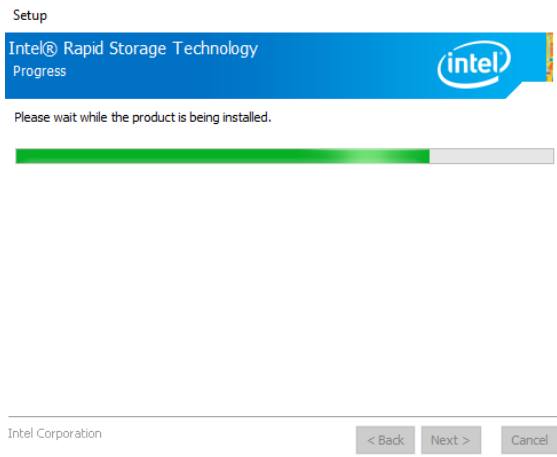 Setup
Intel® Rapid Storage Technology
Progress
intel
Please wait while the product is being installed.
Intel Corporation
< Back
Next >
Cancel